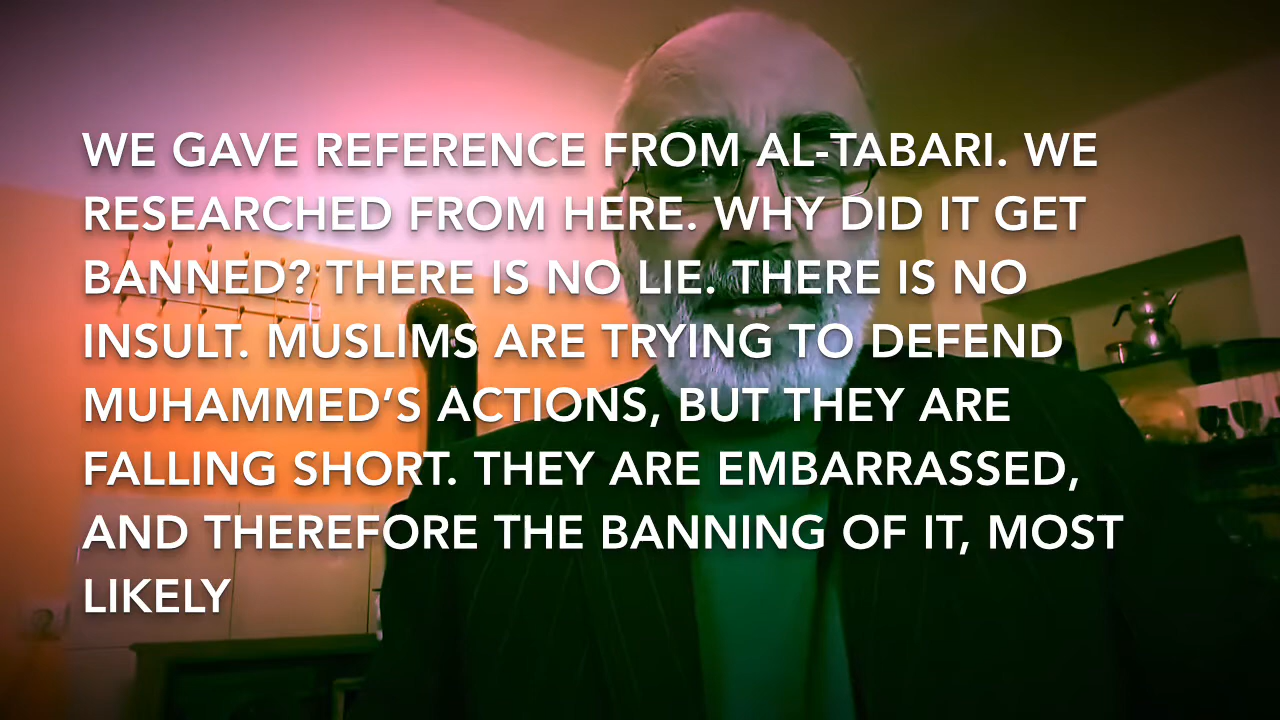 WE GAVE REFERENCE FROM AL-TABARI. WE
RESEARCHED FROM HERE. WHY DID IT GET
BANNED? THERE IS NO LIE. THERE IS NO
INSULT. MUSLIMS ARE TRYING TO DEFEND
MUHAMMED’S ACTIONS, BUT THEY ARE
FALLING SHORT. THEY ARE EMBARRASSED,
AND THEREFORE THE BANNING OF IT, MOST
LIKELY